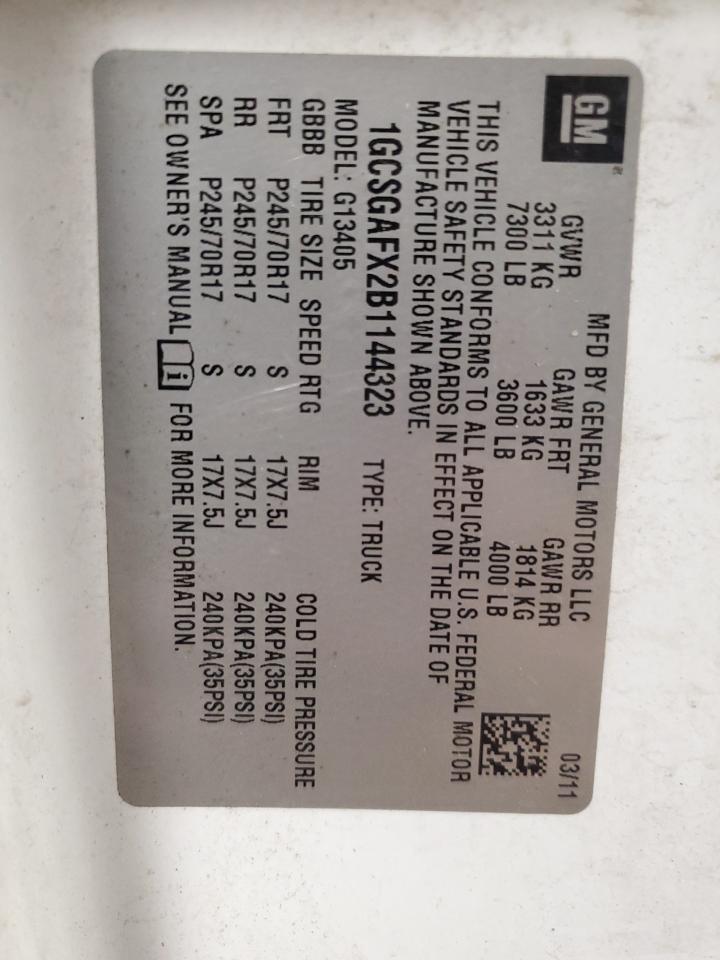 GM
MFD BY GENERAL MOTORS LLC 03/11
GVWR GAWR FRT GAWR RR
3311 KG 1633 KG 1814 KG
7300 LB 3600 LB 4000 LB
THIS VEHICLE CONFORMS TO ALL APPLICABLE U.S. FEDERAL MOTOR
VEHICLE SAFETY STANDARDS IN EFFECT ON THE DATE OF
MANUFACTURE SHOWN ABOVE.
1GCSGAFX2B1144323 TYPE: TRUCK
MODEL: G13405
GBBB TIRE SIZE SPEED RTG RIM COLD TIRE PRESSURE
FRT P245/70R17 S 17X7.5J 240KPA(35PSI)
RR P245/70R17 S 17X7.5J 240KPA(35PSI)
SPA P245/70R17 S 17X7.5J 240KPA(35PSI)
SEE OWNER'S MANUAL i FOR MORE INFORMATION.